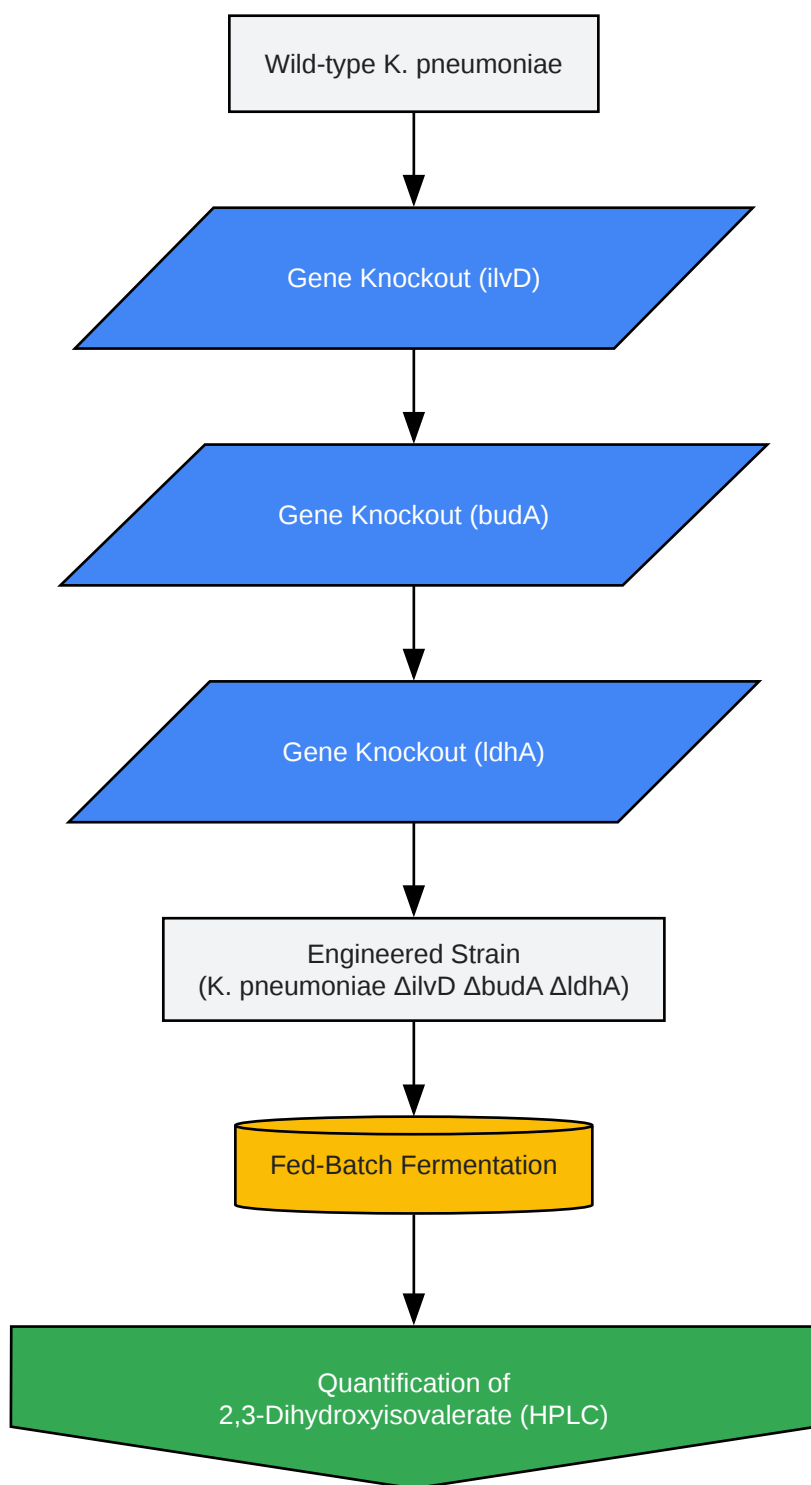 Wild-type K. pneumoniae
Gene Knockout (ilvD)
Gene Knockout (budA)
Gene Knockout (ldhA)
Engineered Strain
(K. pneumoniae ΔilvD ΔbudA ΔldhA)
Fed-Batch Fermentation
Quantification of
2,3-Dihydroxyisovalerate (HPLC)